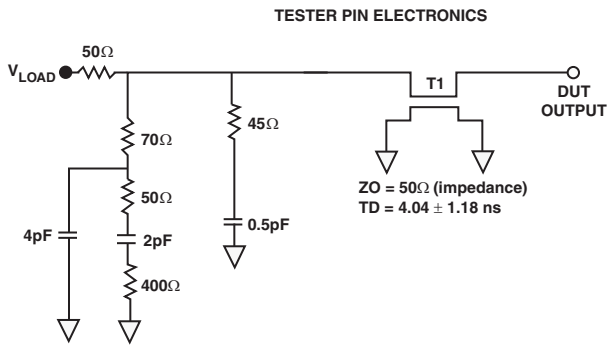 TESTER PIN ELECTRONICS
50Ω
VLOAD
T1
DUT
OUTPUT
70Ω
45Ω
50Ω
ZO = 50Ω (impedance)
TD = 4.04 ± 1.18 ns
4pF
2pF
0.5pF
400Ω